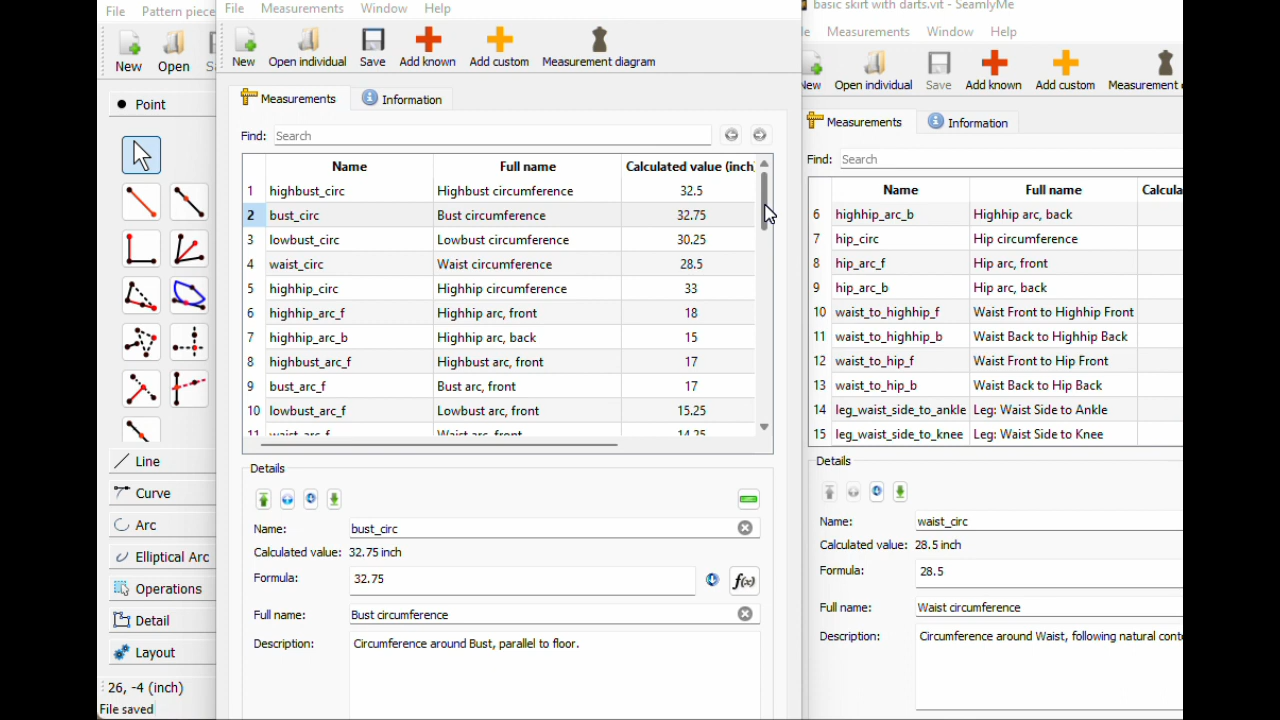 File Pattern piece
New Open
Point
Line
Curve
Arc
Elliptical Arc
Operations
Detail
Layout
26, -4 (inch)
File saved
File Measurements Window Help
New Open individual Save Add known Add custom Measurement diagram
Measurements Information
Find: Search
Name Full name Calculated value (inch)
1 highbust_circ Highbust circumference 32.5
2 bust_circ Bust circumference 32.75
3 lowbust_circ Lowbust circumference 30.25
4 waist_circ Waist circumference 28.5
5 highhip_circ Highhip circumference 33
6 highhip_arc_f Highhip arc, front 18
7 highhip_arc_b Highhip arc, back 15
8 highbust_arc_f Highbust arc, front 17
9 bust_arc_f Bust arc, front 17
10 lowbust_arc_f Lowbust arc, front 15.25
11 waist_arc_f Waist arc, front 14.25
Details
Name: bust_circ
Calculated value: 32.75 inch
Formula: 32.75 f(x)
Full name: Bust circumference
Description: Circumference around Bust, parallel to floor.
basic skirt with darts.vit - SeamlyMe
Measurements Window Help
New Open individual Save Add known Add custom Measurement
Measurements Information
Find: Search
Name Full name Calcula
6 highhip_arc_b Highhip arc, back
7 hip_circ Hip circumference
8 hip_arc_f Hip arc, front
9 hip_arc_b Hip arc, back
10 waist_to_highhip_f Waist Front to Highhip Front
11 waist_to_highhip_b Waist Back to Highhip Back
12 waist_to_hip_f Waist Front to Hip Front
13 waist_to_hip_b Waist Back to Hip Back
14 leg_waist_side_to_ankle Leg: Waist Side to Ankle
15 leg_waist_side_to_knee Leg: Waist Side to Knee
Details
Name: waist_circ
Calculated value: 28.5 inch
Formula: 28.5
Full name: Waist circumference
Description: Circumference around Waist, following natural cont